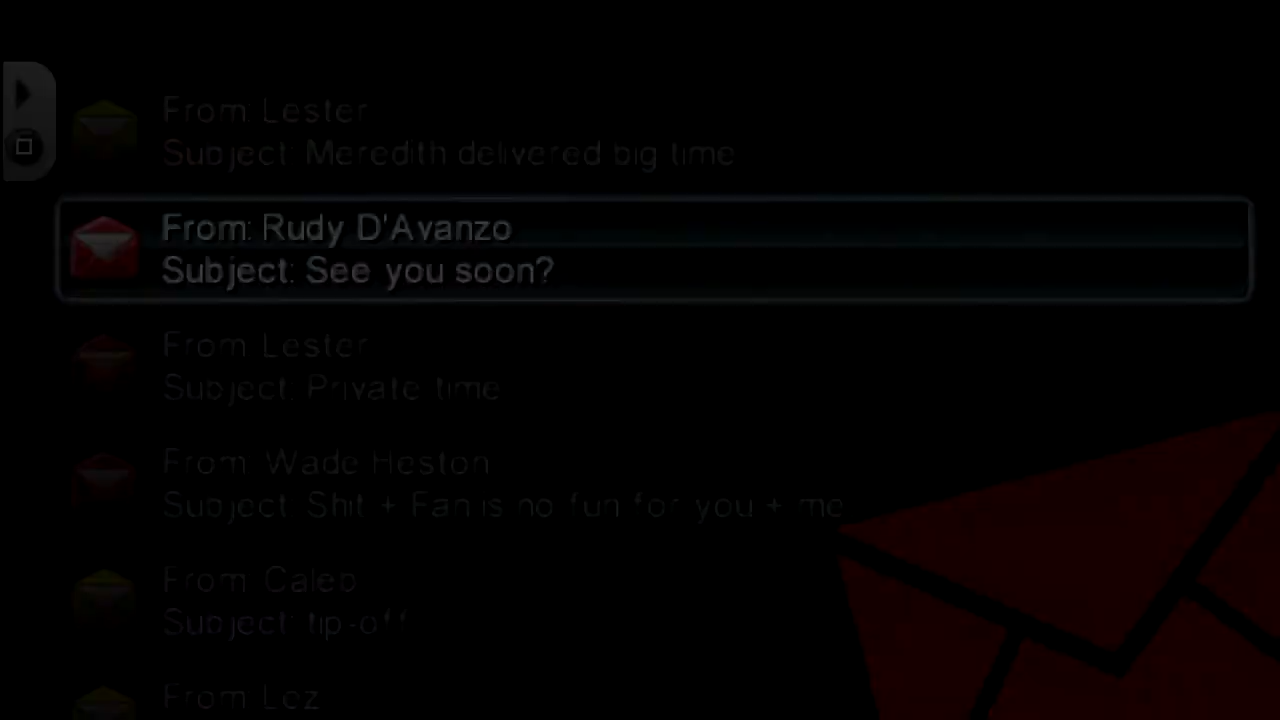 From: Lester
Subject: Meredith delivered big time
From: Rudy D'Avanzo
Subject: See you soon?
From: Lester
Subject: Private time
From: Wade Heston
Subject: Shit + Fan is no fun for you + me
From: Caleb
Subject: tip-off
From: Loz